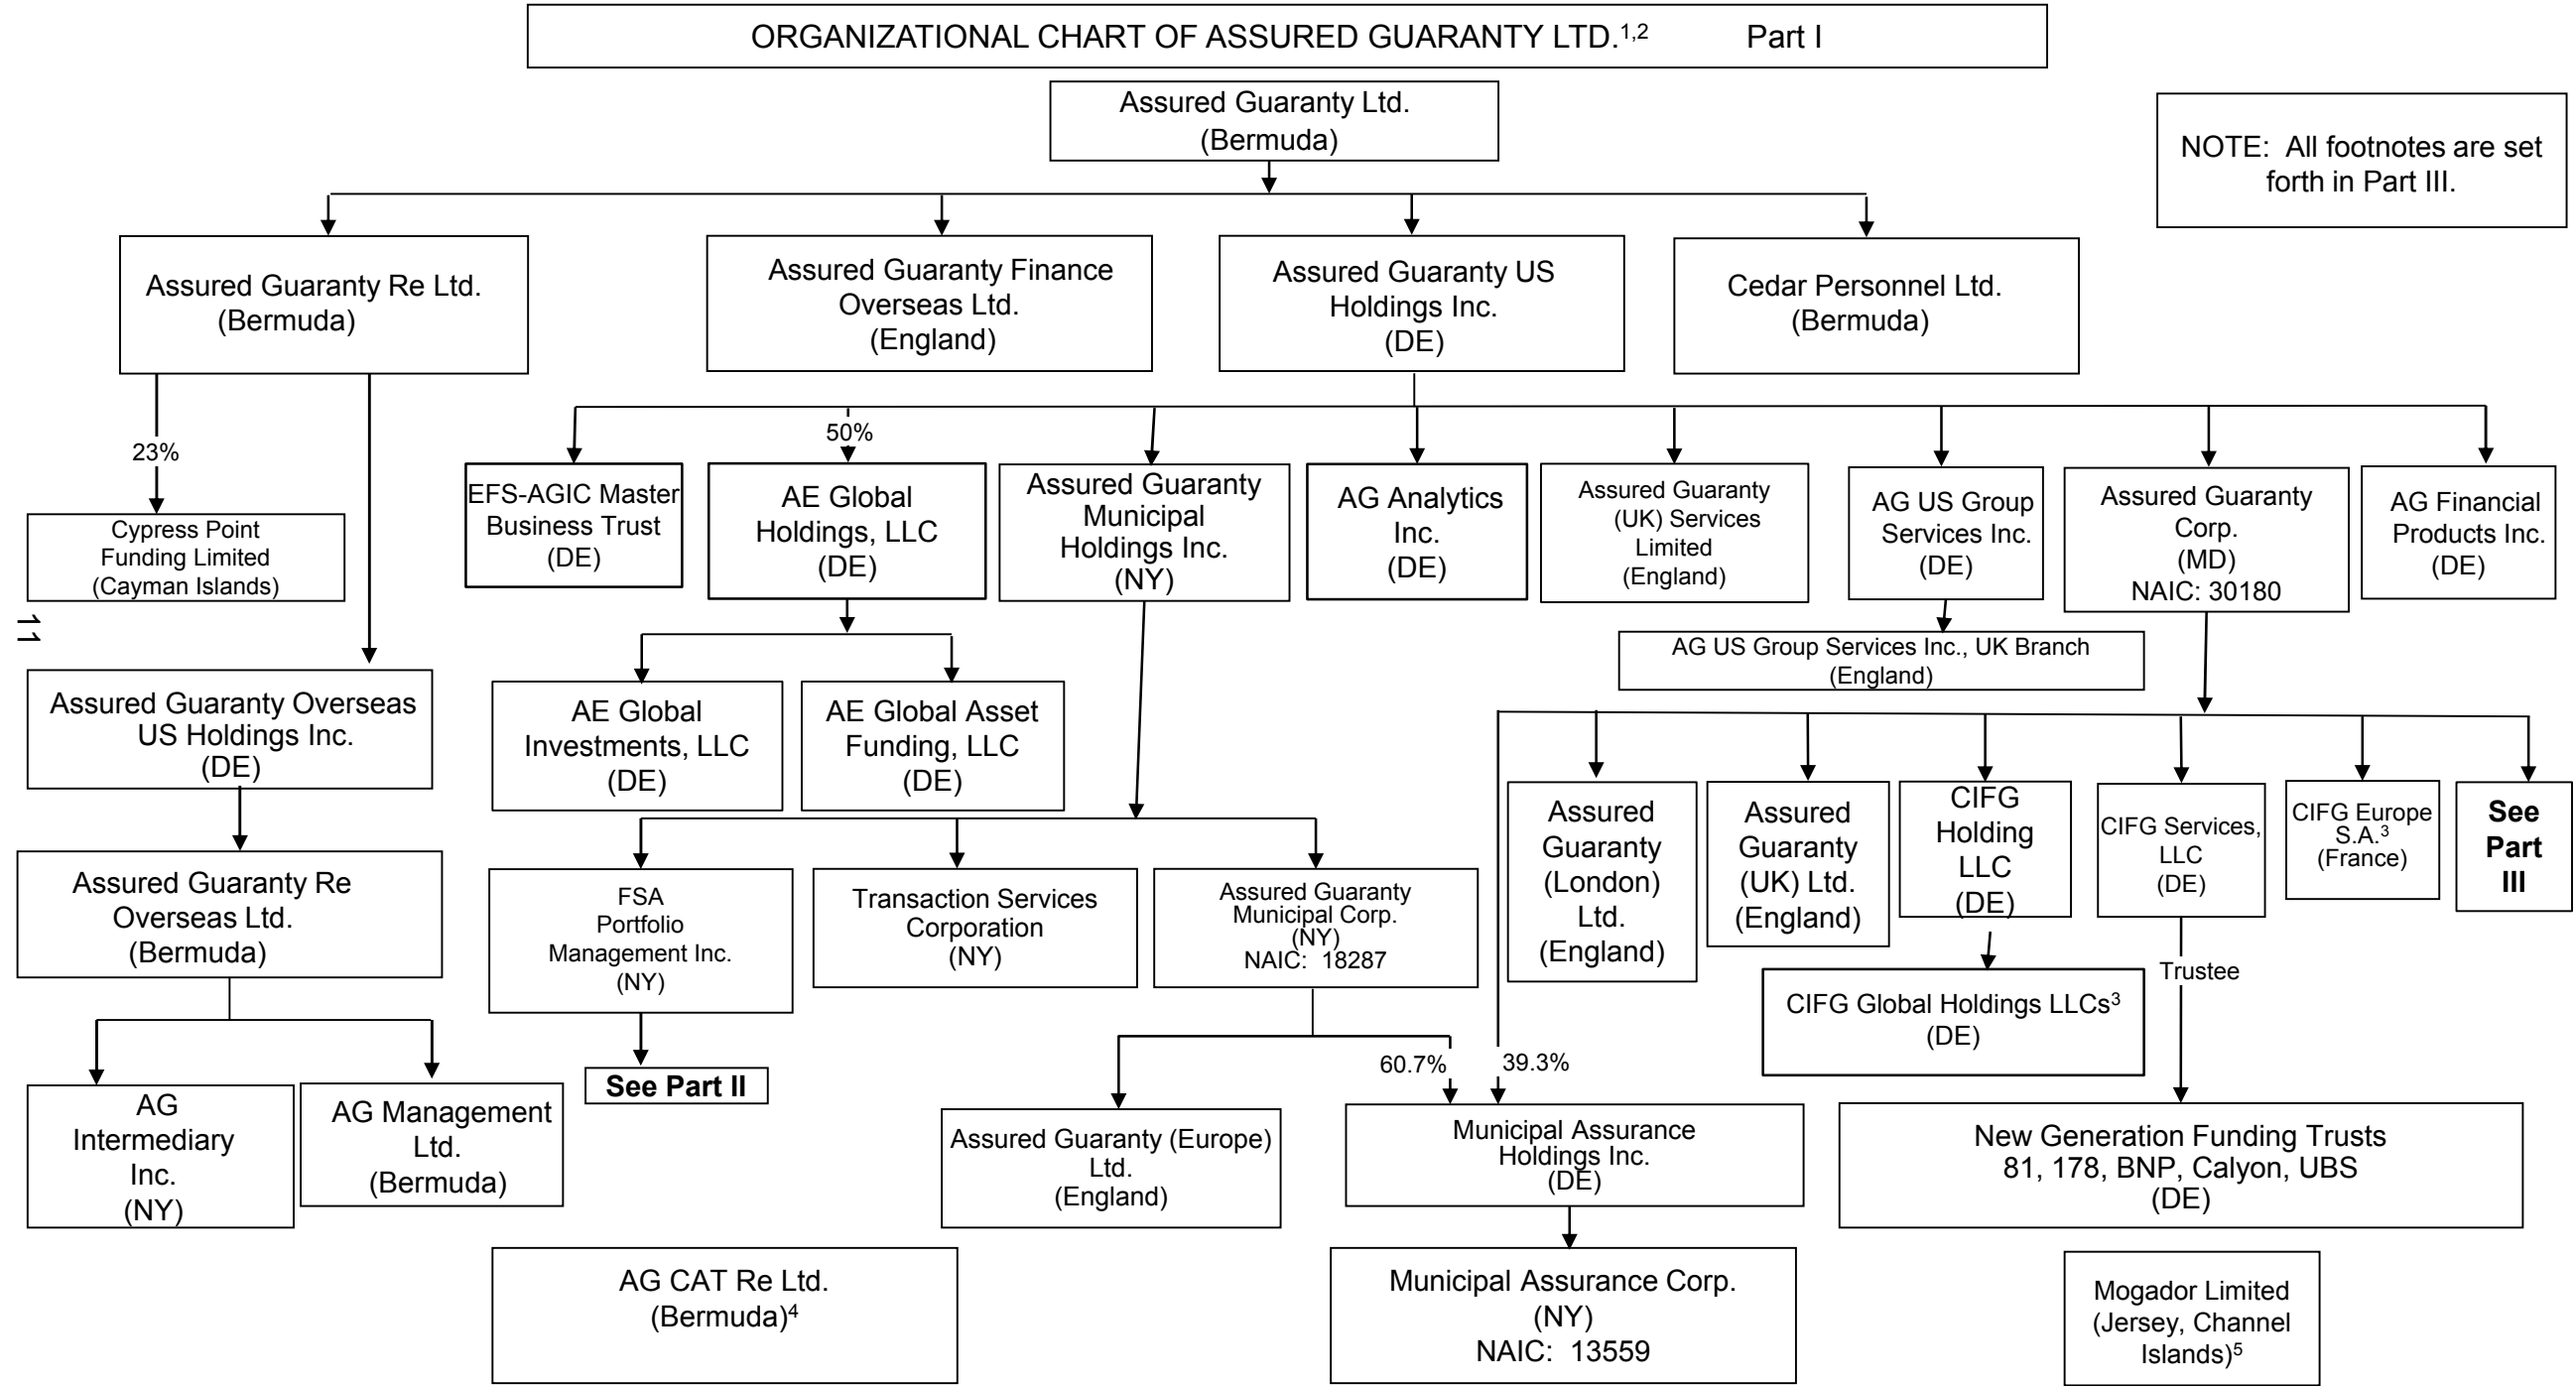 ORGANIZATIONAL CHART OF ASSURED GUARANTY LTD.1,2 Part I
Assured Guaranty Ltd.
(Bermuda)
NOTE: All footnotes are set
forth in Part III.
Assured Guaranty Re Ltd.
(Bermuda)
Assured Guaranty Finance
Overseas Ltd.
(England)
Assured Guaranty US
Holdings Inc.
(DE)
Cedar Personnel Ltd.
(Bermuda)
23%
50%
Cypress Point
Funding Limited
(Cayman Islands)
EFS-AGIC Master
Business Trust
(DE)
AE Global
Holdings, LLC
(DE)
Assured Guaranty
Municipal
Holdings Inc.
(NY)
AG Analytics
Inc.
(DE)
Assured Guaranty
(UK) Services
Limited
(England)
AG US Group
Services Inc.
(DE)
Assured Guaranty
Corp.
(MD)
NAIC: 30180
AG Financial
Products Inc.
(DE)
11
AG US Group Services Inc., UK Branch
(England)
Assured Guaranty Overseas
US Holdings Inc.
(DE)
AE Global
Investments, LLC
(DE)
AE Global Asset
Funding, LLC
(DE)
Assured
Guaranty
(London)
Ltd.
(England)
Assured
Guaranty
(UK) Ltd.
(England)
CIFG
Holding
LLC
(DE)
CIFG Services,
LLC
(DE)
CIFG Europe
S.A.3
(France)
See
Part
III
Assured Guaranty Re
Overseas Ltd.
(Bermuda)
FSA
Portfolio
Management Inc.
(NY)
Transaction Services
Corporation
(NY)
Assured Guaranty
Municipal Corp.
(NY)
NAIC: 18287
Trustee
CIFG Global Holdings LLCs3
(DE)
60.7%
39.3%
See Part II
AG
Intermediary
Inc.
(NY)
AG Management
Ltd.
(Bermuda)
Assured Guaranty (Europe)
Ltd.
(England)
Municipal Assurance
Holdings Inc.
(DE)
New Generation Funding Trusts
81, 178, BNP, Calyon, UBS
(DE)
AG CAT Re Ltd.
(Bermuda)4
Municipal Assurance Corp.
(NY)
NAIC: 13559
Mogador Limited
(Jersey, Channel
Islands)5